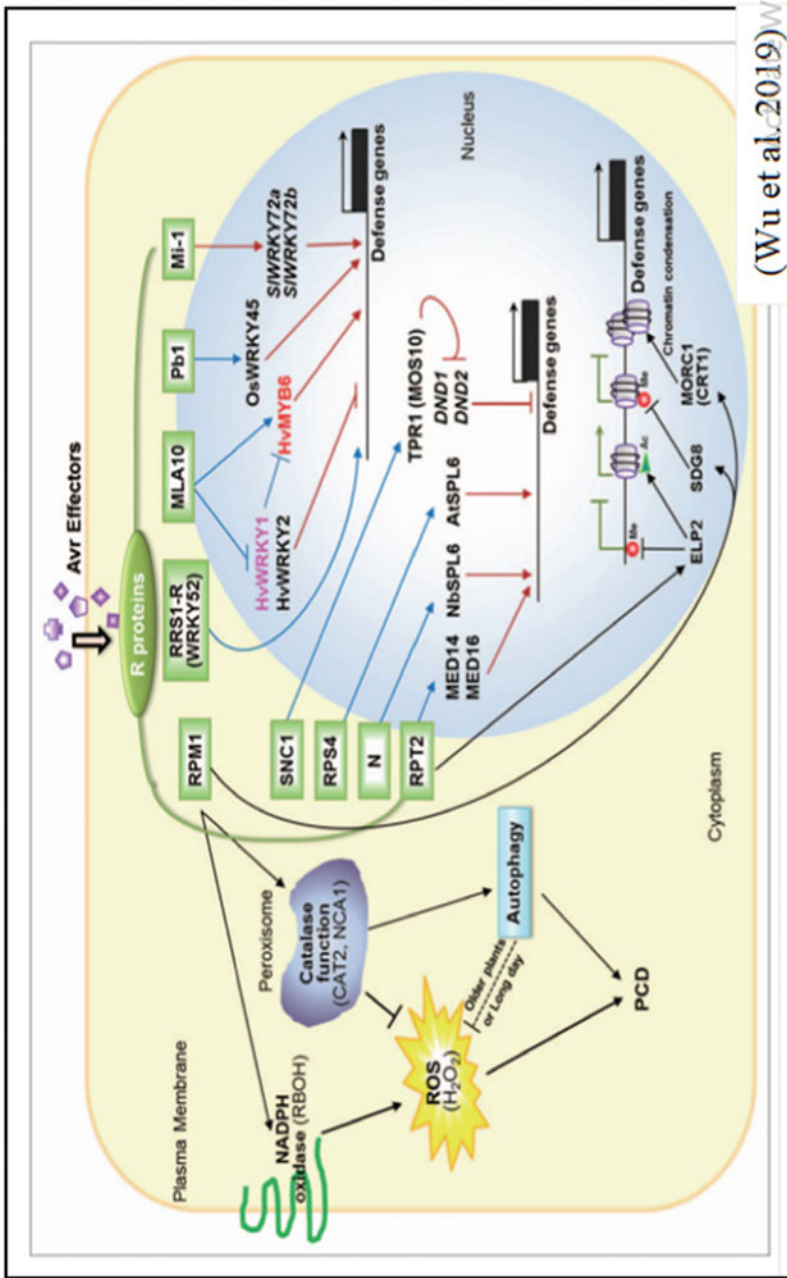 Avr Effectors
R proteins
Plasma Membrane
RPM1
RRS1-R
(WRKY52)
MLA10
Pb1
Mi-1
Peroxisome
NADPH
oxidase (RBOH)
Catalase
function
(CAT2, NCA1)
SNC1
RPS4
N
RPT2
HvWRKY1
HvWRKY2
HvMYB6
OsWRKY45
SlWRKY72a
SlWRKY72b
Defense genes
Nucleus
ROS
(H₂O₂)
Older plants
or Long day
Autophagy
PCD
MED14
MED16
NbSPL6
AtSPL6
TPR1 (MOS10)
DND1
DND2
Defense genes
Me
Ac
Me
Defense genes
Chromatin condensation
ELP2
SDG8
MORC1
(CRT1)
Cytoplasm
(Wu et al. 2019)